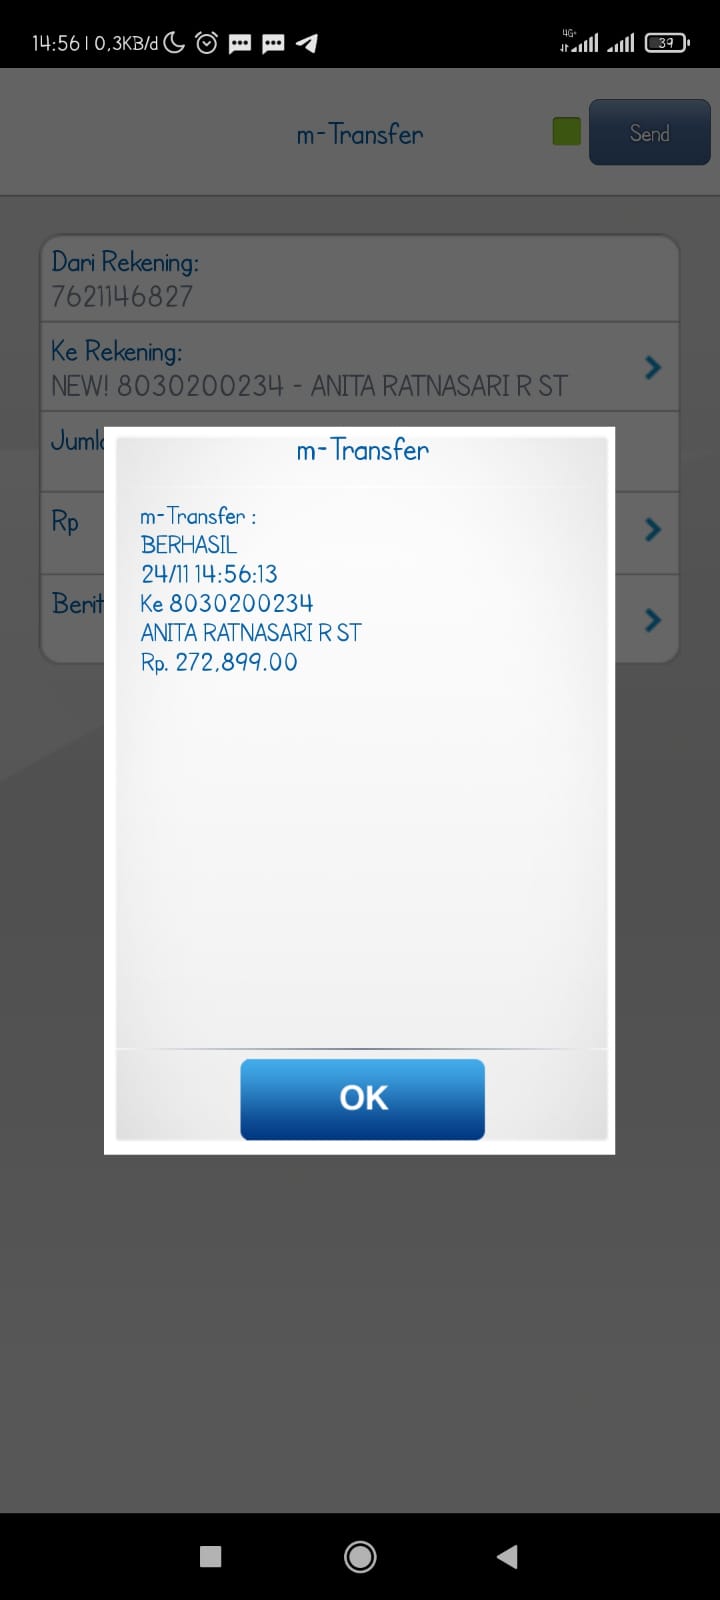 14:56 | 0,3KB/d
4G+
39
m-Transfer
Send
Dari Rekening:
7621146827
Ke Rekening:
NEW! 8030200234 - ANITA RATNASARI R ST
Jumla
Rp
Berit
m-Transfer
m-Transfer :
BERHASIL
24/11 14:56:13
Ke 8030200234
ANITA RATNASARI R ST
Rp. 272,899.00
OK